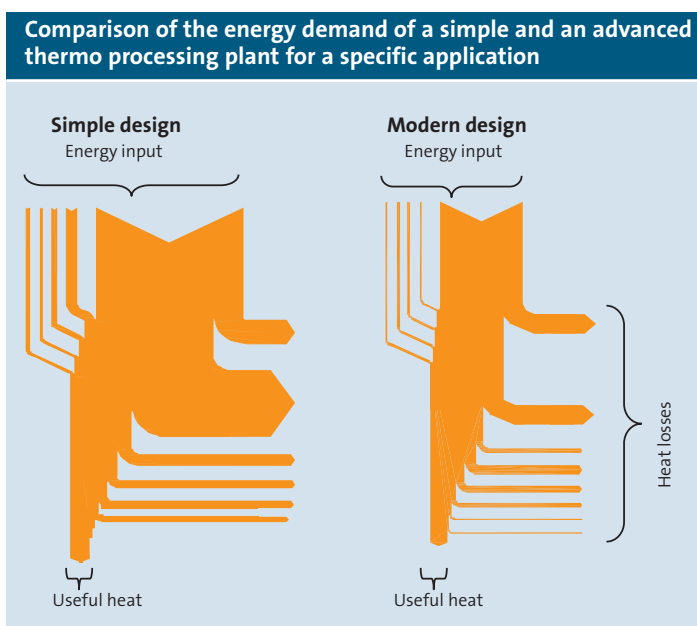 Comparison of the energy demand of a simple and an advanced
thermo processing plant for a specific application
Simple design
Energy input
Modern design
Energy input
Heat losses
Useful heat
Useful heat